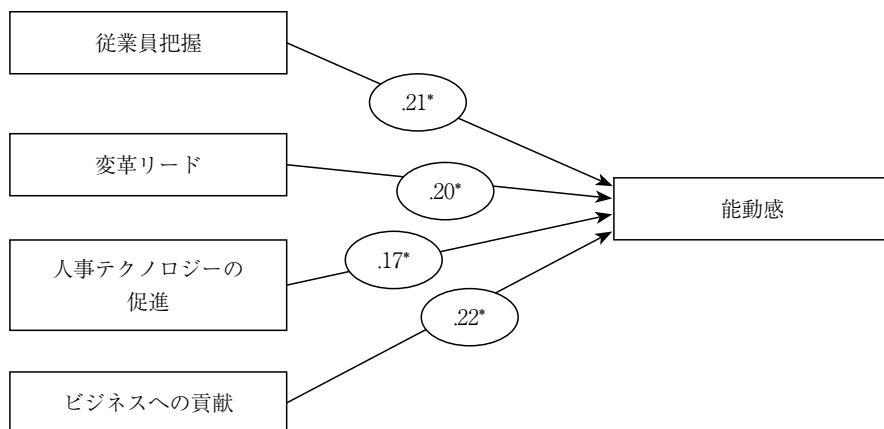 従業員把握
.21*
変革リード
.20*
能動感
人事テクノロジーの
促進
.17*
.22*
ビジネスへの貢献